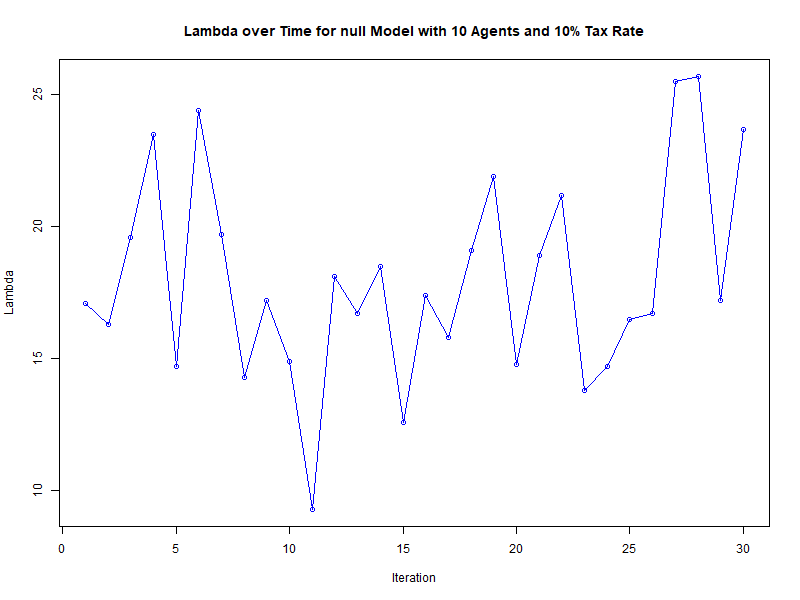 Lambda over Time for null Model with 10 Agents and 10% Tax Rate
Lambda
25
20
15
10
0 5 10 15 20 25 30
Iteration